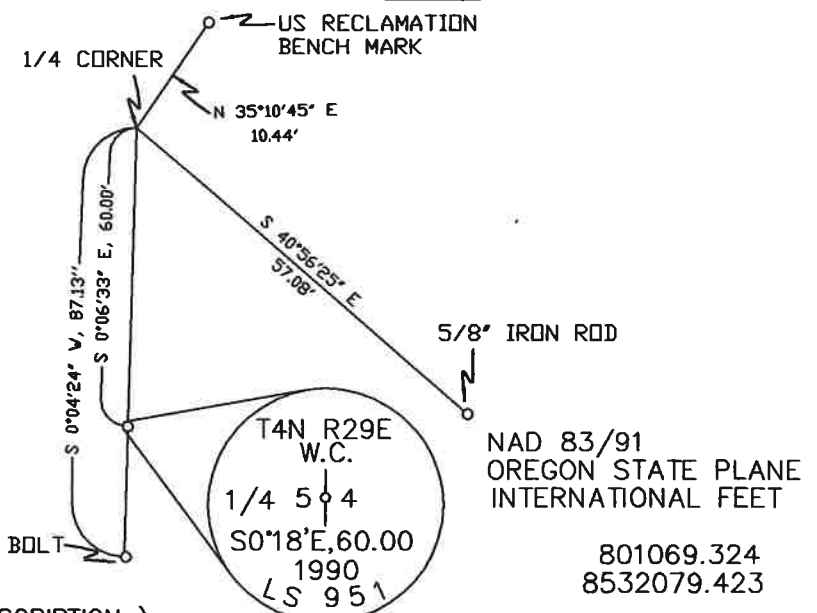 US RECLAMATION
BENCH MARK
1/4 CORNER
N 35°10'45" E
10.44'
S 0°04'24" W, 87.13''
S 0°06'33" E, 60.00'
S 40°56'25" E
57.08'
5/8" IRON ROD
T4N R29E
W.C.
1/4 5 4
S0°18'E,60.00
1990
LS 951
NAD 83/91
OREGON STATE PLANE
INTERNATIONAL FEET
BOLT
801069.324
8532079.423